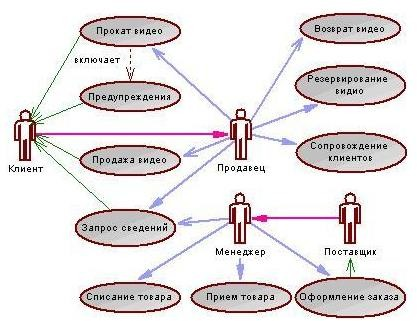 Прокат видео
Возврат видео
включает
Предупреждения
Резервирование
видио
Клиент
Продажа видео
Продавец
Сопровождение
клиентов
Запрос сведений
Менеджер
Поставщик
Списание товара
Прием товара
Оформление заказа